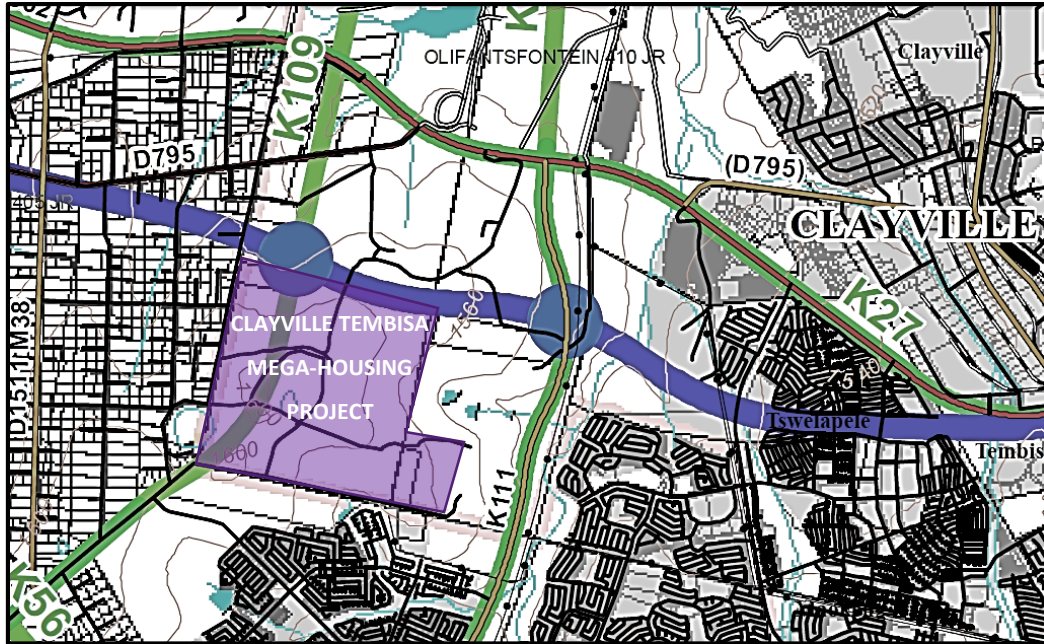 K109
OLIFANTSFONTEIN 410 JR
Clayville
D795
(D795)
CLAYVILLE
K27
CLAYVILLE TEMBISA
MEGA-HOUSING
PROJECT
1560
1600
D1511 (M38)
Tswelapele
Tembis
K111
K56